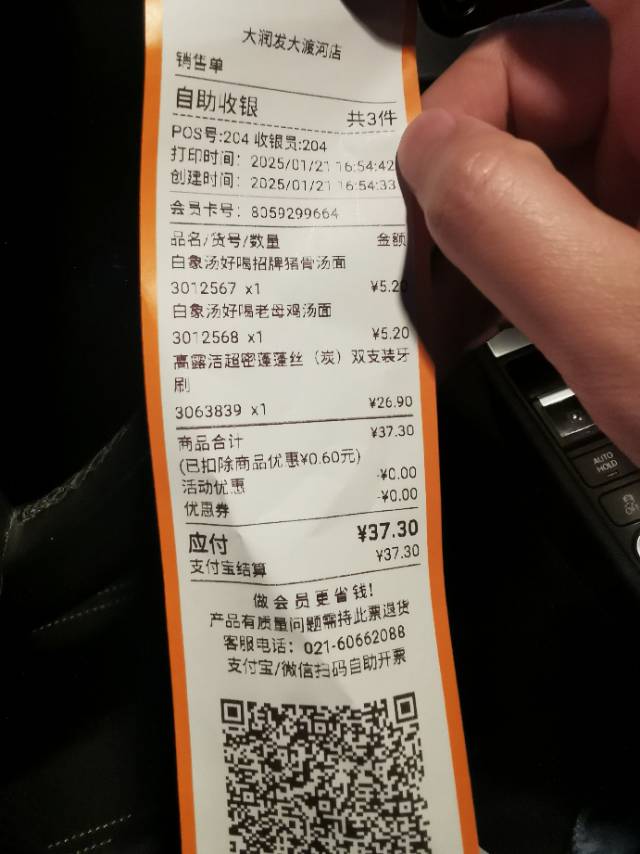 大润发大渡河店
销售单
自助收银 共3件
POS号:204 收银员:204
打印时间: 2025/01/21 16:54:42
创建时间: 2025/01/21 16:54:33
会员卡号: 8059299664
品名/货号/数量 金额
白象汤好喝招牌猪骨汤面
3012567 x1 ¥5.20
白象汤好喝老母鸡汤面
3012568 x1 ¥5.20
高露洁超密蓬蓬丝（炭）双支装牙
刷
3063839 x1 ¥26.90
商品合计 ¥37.30
(已扣除商品优惠¥0.60元)
活动优惠 -¥0.00
优惠券 -¥0.00
应付 ¥37.30
支付宝结算 ¥37.30
做会员更省钱!
产品有质量问题需持此票退货
客服电话: 021-60662088
支付宝/微信扫码自助开票
AUTO
HOLD
OFF